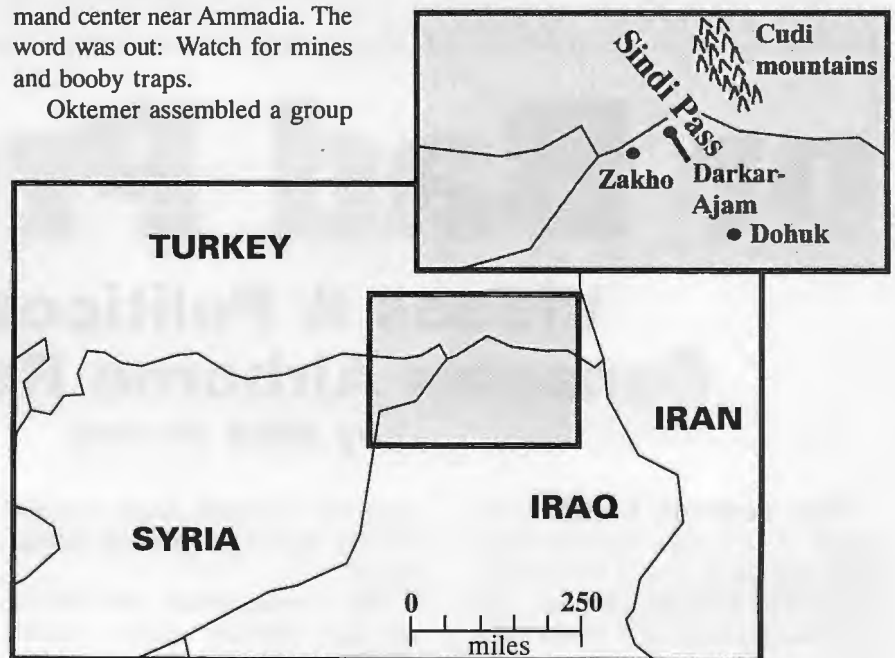 mand center near Ammadia. The
word was out: Watch for mines
and booby traps.
Oktemer assembled a group
Cudi
mountains
Sindi Pass
Zakho
Darkar-
Ajam
Dohuk
TURKEY
IRAN
IRAQ
SYRIA
0 250
miles